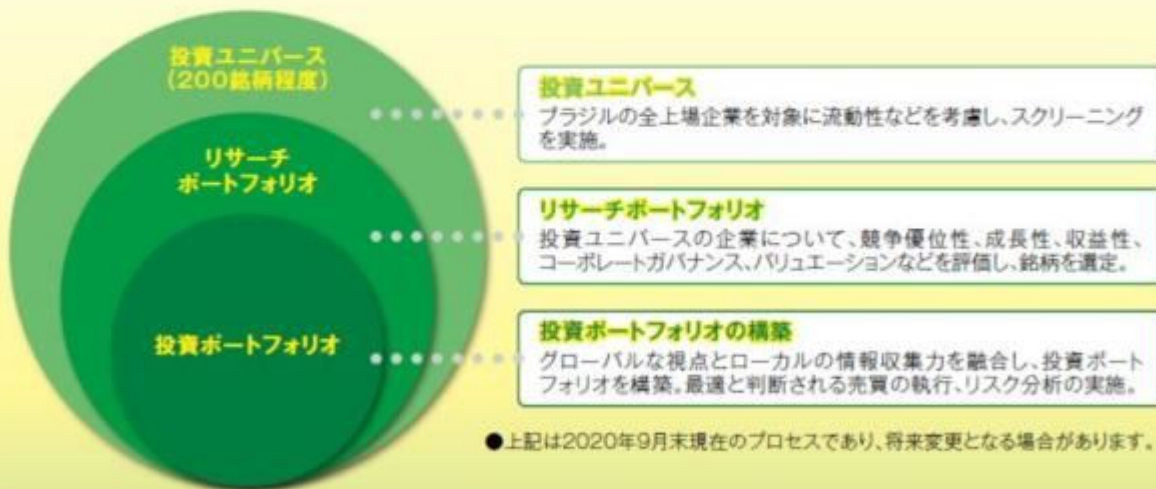 投資ユニバース
(200銘柄程度)
リサーチ
ポートフォリオ
投資ポートフォリオ
投資ユニバース
ブラジルの全上場企業を対象に流動性などを考慮し、スクリーニング
を実施。
リサーチポートフォリオ
投資ユニバースの企業について、競争優位性、成長性、収益性、
コーポレートガバナンス、バリュエーションなどを評価し、銘柄を選定。
投資ポートフォリオの構築
グローバルな視点とローカルの情報収集力を融合し、投資ポート
フォリオを構築。最適と判断される売買の執行、リスク分析の実施。
●上記は2020年9月末現在のプロセスであり、将来変更となる場合があります。